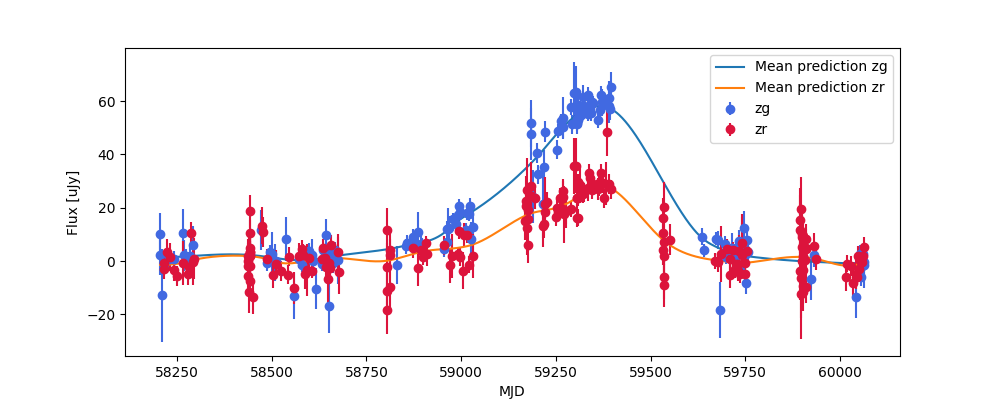 Mean prediction zg
Mean prediction zr
zg
zr
Flux [uJy]
60
40
20
0
−20
58250 58500 58750 59000 59250 59500 59750 60000
MJD